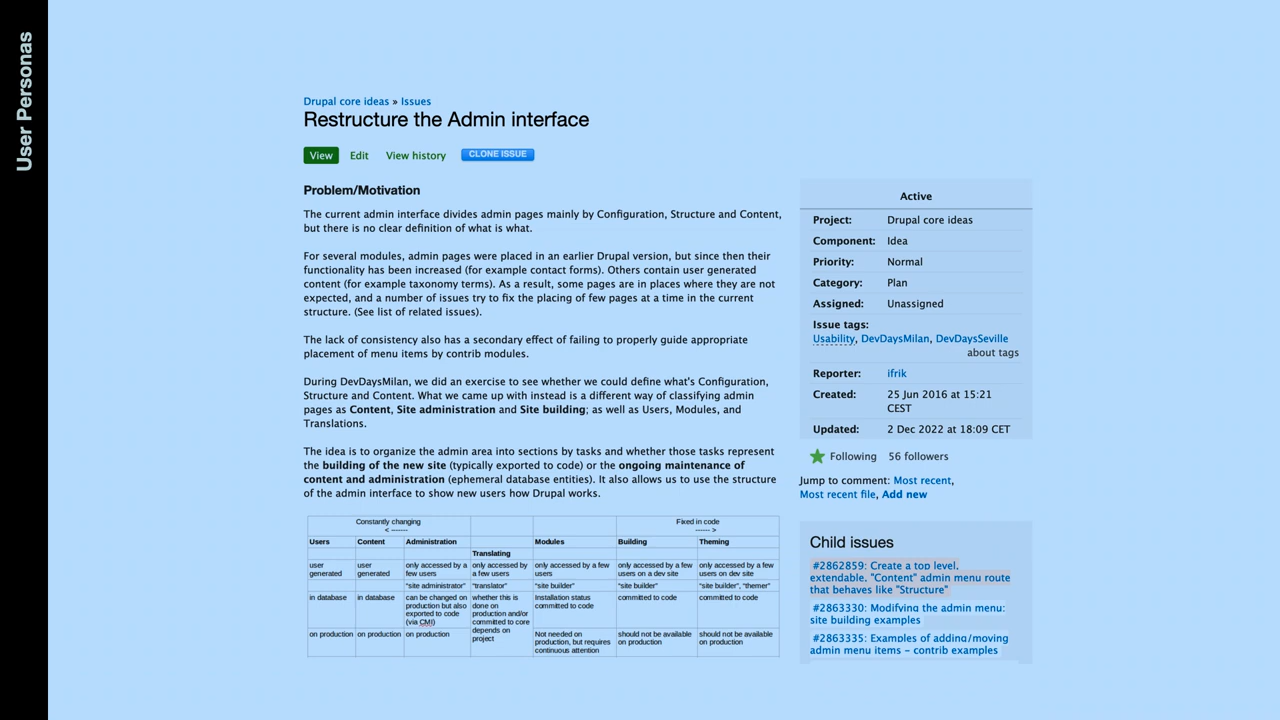 User Personas
Drupal core ideas » Issues
Restructure the Admin interface
View Edit View history CLONE ISSUE
Problem/Motivation
The current admin interface divides admin pages mainly by Configuration, Structure and Content,
but there is no clear definition of what is what.
For several modules, admin pages were placed in an earlier Drupal version, but since then their
functionality has been increased (for example contact forms). Others contain user generated
content (for example taxonomy terms). As a result, some pages are in places where they are not
expected, and a number of issues try to fix the placing of few pages at a time in the current
structure. (See list of related issues).
The lack of consistency also has a secondary effect of failing to properly guide appropriate
placement of menu items by contrib modules.
During DevDaysMilan, we did an exercise to see whether we could define what's Configuration,
Structure and Content. What we came up with instead is a different way of classifying admin
pages as Content, Site administration and Site building; as well as Users, Modules, and
Translations.
The idea is to organize the admin area into sections by tasks and whether those tasks represent
the building of the new site (typically exported to code) or the ongoing maintenance of
content and administration (ephemeral database entities). It also allows us to use the structure
of the admin interface to show new users how Drupal works.
Constantly changing Fixed in code
< ------- ------ >
Users Content Administration Modules Building Theming
Translating
user generated user generated only accessed by a few users only accessed by a few users only accessed by a few users only accessed by a few users on a dev site only accessed by a few users on dev site
"site administrator" "translator" "site builder" "site builder" "site builder", "themer"
in database in database can be changed on production but also exported to code (via CMI) whether this is done on production and/or committed to core depends on project Installation status committed to code committed to code committed to code
on production on production on production Not needed on production, but requires continuous attention should not be available on production should not be available on production
Active
Project: Drupal core ideas
Component: Idea
Priority: Normal
Category: Plan
Assigned: Unassigned
Issue tags:
Usability, DevDaysMilan, DevDaysSeville
about tags
Reporter: ifrik
Created: 25 Jun 2016 at 15:21
CEST
Updated: 2 Dec 2022 at 18:09 CET
Following 56 followers
Jump to comment: Most recent,
Most recent file, Add new
Child issues
#2862859: Create a top level,
extendable, "Content" admin menu route
that behaves like "Structure"
#2863330: Modifying the admin menu:
site building examples
#2863335: Examples of adding/moving
admin menu items - contrib examples